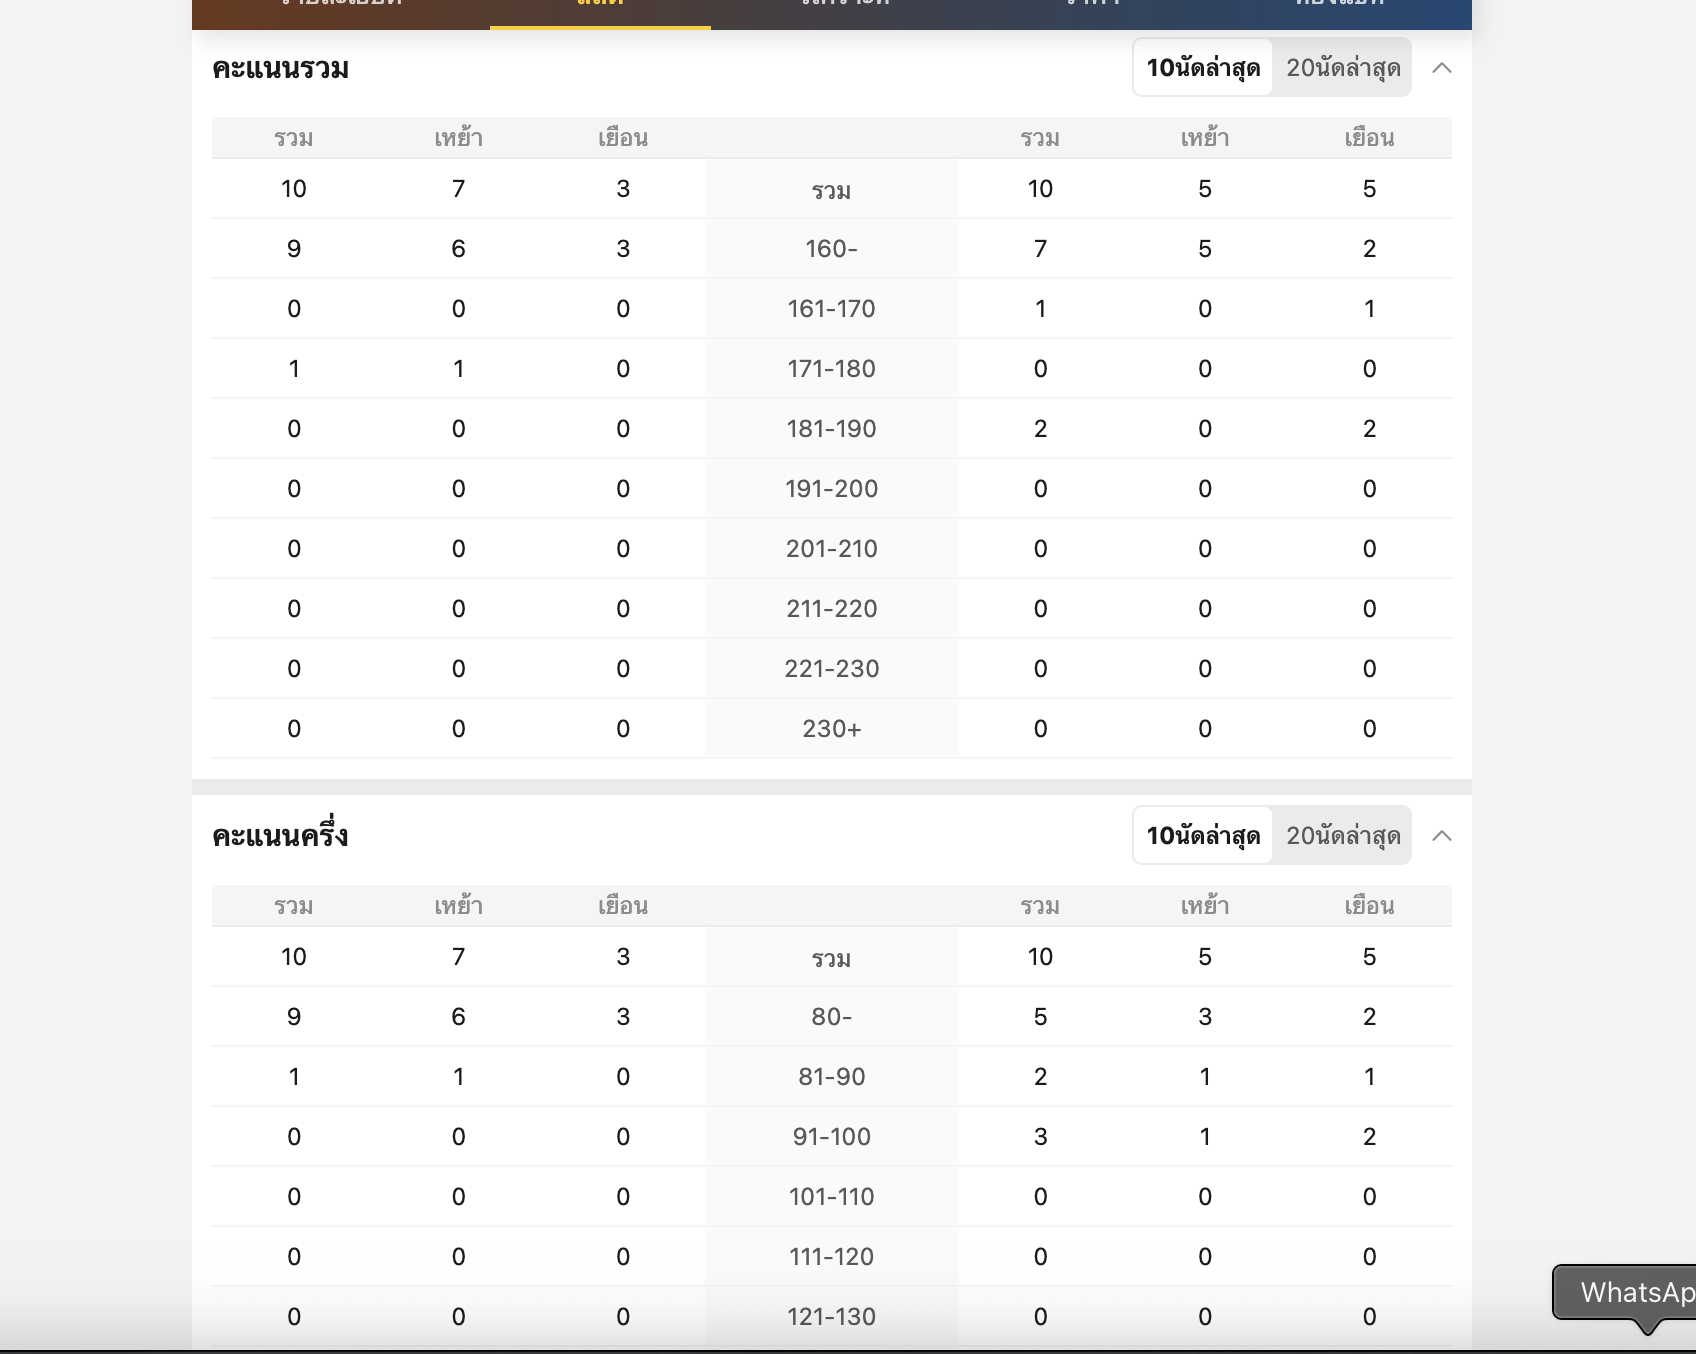 คะแนนรวม 10นัดล่าสุด 20นัดล่าสุด
รวม เหย้า เยือน รวม เหย้า เยือน
10 7 3 รวม 10 5 5
9 6 3 160- 7 5 2
0 0 0 161-170 1 0 1
1 1 0 171-180 0 0 0
0 0 0 181-190 2 0 2
0 0 0 191-200 0 0 0
0 0 0 201-210 0 0 0
0 0 0 211-220 0 0 0
0 0 0 221-230 0 0 0
0 0 0 230+ 0 0 0
คะแนนครึ่ง 10นัดล่าสุด 20นัดล่าสุด
รวม เหย้า เยือน รวม เหย้า เยือน
10 7 3 รวม 10 5 5
9 6 3 80- 5 3 2
1 1 0 81-90 2 1 1
0 0 0 91-100 3 1 2
0 0 0 101-110 0 0 0
0 0 0 111-120 0 0 0
0 0 0 121-130 0 0 0
WhatsAp